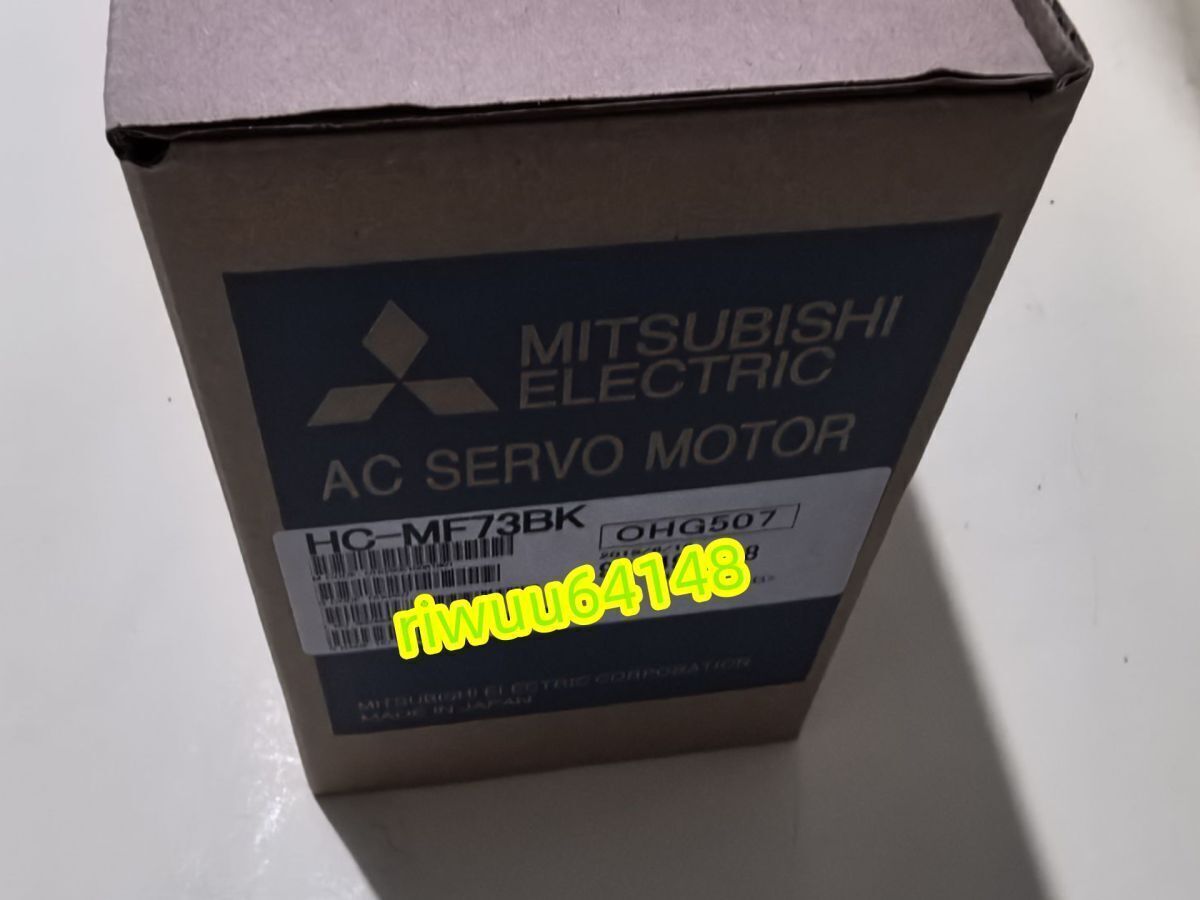 MITSUBISHI
ELECTRIC
AC SERVO MOTOR
HC-MF73BK
OHG507
riwuu64148
MITSUBISHI ELECTRIC CORPORATION
MADE IN JAPAN